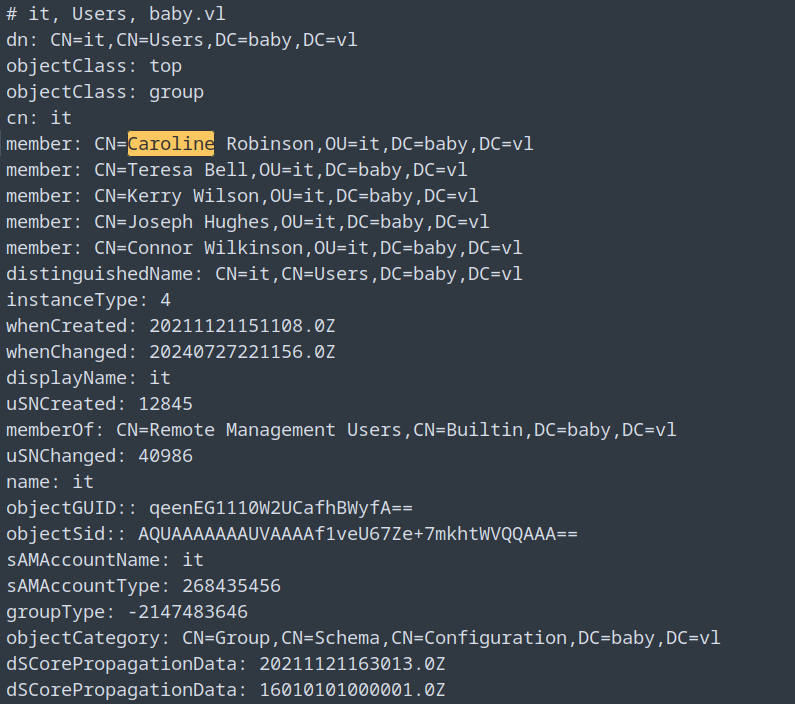 # it, Users, baby.vl
dn: CN=it,CN=Users,DC=baby,DC=vl
objectClass: top
objectClass: group
cn: it
member: CN=Caroline Robinson,OU=it,DC=baby,DC=vl
member: CN=Teresa Bell,OU=it,DC=baby,DC=vl
member: CN=Kerry Wilson,OU=it,DC=baby,DC=vl
member: CN=Joseph Hughes,OU=it,DC=baby,DC=vl
member: CN=Connor Wilkinson,OU=it,DC=baby,DC=vl
distinguishedName: CN=it,CN=Users,DC=baby,DC=vl
instanceType: 4
whenCreated: 20211121151108.0Z
whenChanged: 20240727221156.0Z
displayName: it
uSNCreated: 12845
memberOf: CN=Remote Management Users,CN=Builtin,DC=baby,DC=vl
uSNChanged: 40986
name: it
objectGUID:: qeenEG1110W2UCafhBWyfA==
objectSid:: AQUAAAAAAAUVAAAAf1veU67Ze+7mkhtWVQQAAA==
sAMAccountName: it
sAMAccountType: 268435456
groupType: -2147483646
objectCategory: CN=Group,CN=Schema,CN=Configuration,DC=baby,DC=vl
dSCorePropagationData: 20211121163013.0Z
dSCorePropagationData: 16010101000001.0Z